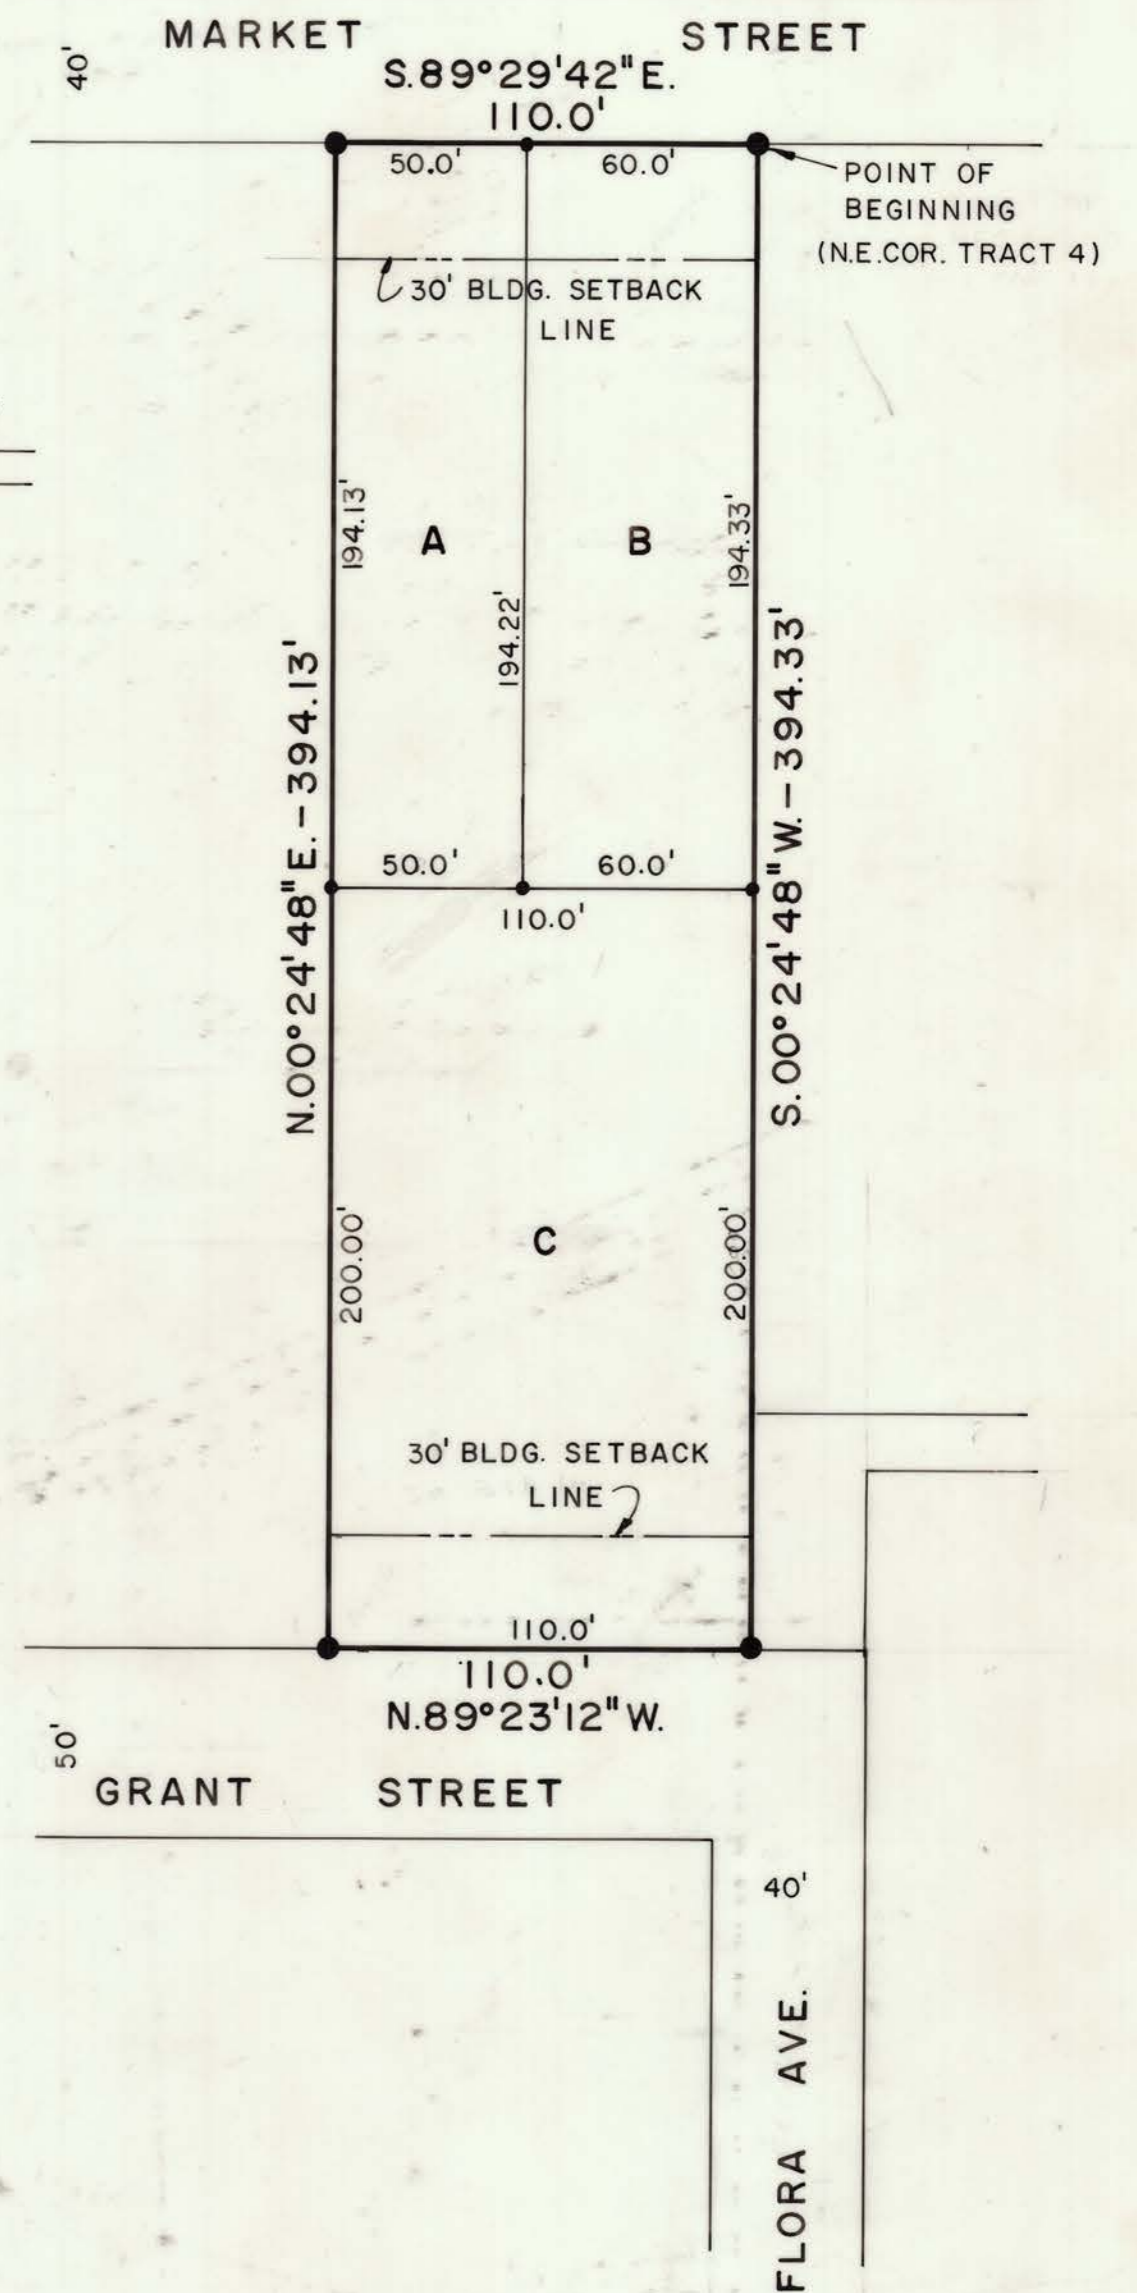 MARKET STREET
40'
S.89°29'42"E.
110.0'
50.0' 60.0'
POINT OF
BEGINNING
(N.E.COR. TRACT 4)
30' BLDG. SETBACK
LINE
194.13'
A
B
194.33'
194.22'
N.00°24'48"E.-394.13'
S.00°24'48"W.-394.33'
50.0' 60.0'
110.0'
200.00'
C
200.00'
30' BLDG. SETBACK
LINE
110.0'
110.0'
N.89°23'12"W.
50'
GRANT STREET
40'
FLORA AVE.